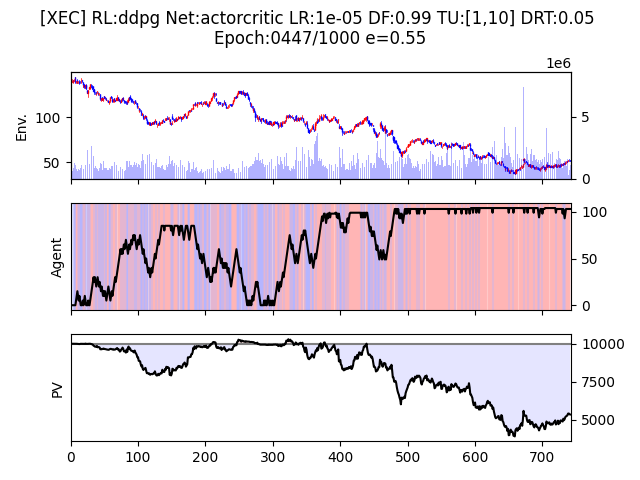 [XEC] RL:ddpg Net:actorcritic LR:1e-05 DF:0.99 TU:[1,10] DRT:0.05
Epoch:0447/1000 e=0.55
1e6
Env.
100
50
5
0
Agent
100
50
0
PV
10000
7500
5000
0 100 200 300 400 500 600 700